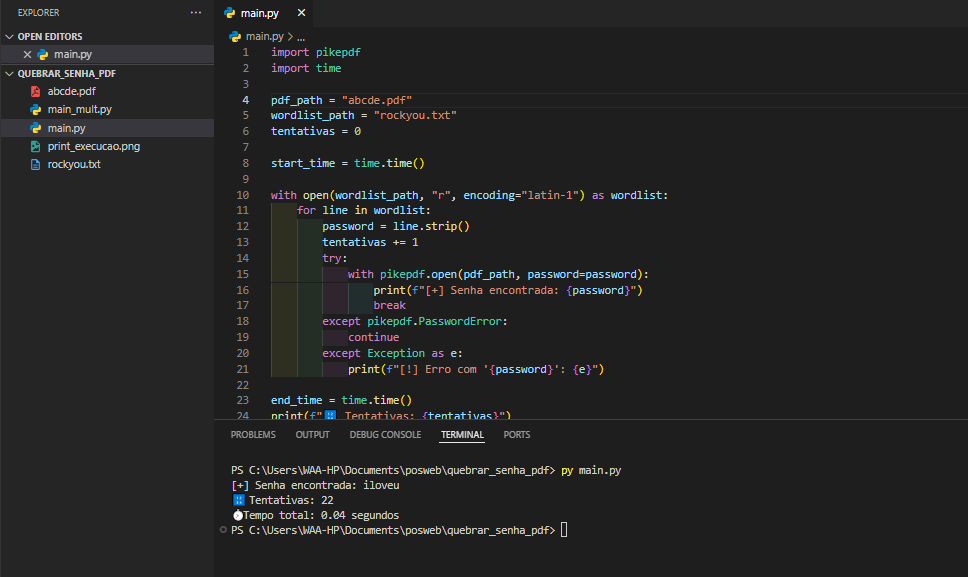 EXPLORER ...
OPEN EDITORS
main.py
QUEBRAR_SENHA_PDF
abcde.pdf
main_mult.py
main.py
print_execucao.png
rockyou.txt
main.py
main.py > ...
1 import pikepdf
2 import time
3
4 pdf_path = "abcde.pdf"
5 wordlist_path = "rockyou.txt"
6 tentativas = 0
7
8 start_time = time.time()
9
10 with open(wordlist_path, "r", encoding="latin-1") as wordlist:
11     for line in wordlist:
12         password = line.strip()
13         tentativas += 1
14         try:
15             with pikepdf.open(pdf_path, password=password):
16                 print(f"[+] Senha encontrada: {password}")
17                 break
18         except pikepdf.PasswordError:
19             continue
20         except Exception as e:
21             print(f"[!] Erro com '{password}': {e}")
22
23 end_time = time.time()
24 print(f"🔢 Tentativas: {tentativas}")
PROBLEMS OUTPUT DEBUG CONSOLE TERMINAL PORTS
PS C:\Users\WAA-HP\Documents\posweb\quebrar_senha_pdf> py main.py
[+] Senha encontrada: iloveu
🔢 Tentativas: 22
⏱Tempo total: 0.04 segundos
PS C:\Users\WAA-HP\Documents\posweb\quebrar_senha_pdf>